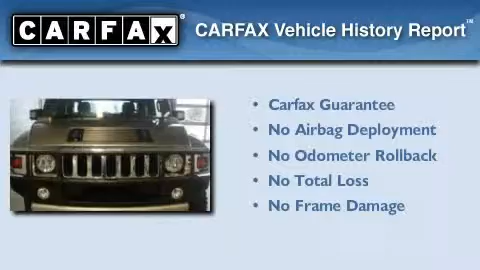 CARFAX® CARFAX Vehicle History Report™
• Carfax Guarantee
• No Airbag Deployment
• No Odometer Rollback
• No Total Loss
• No Frame Damage